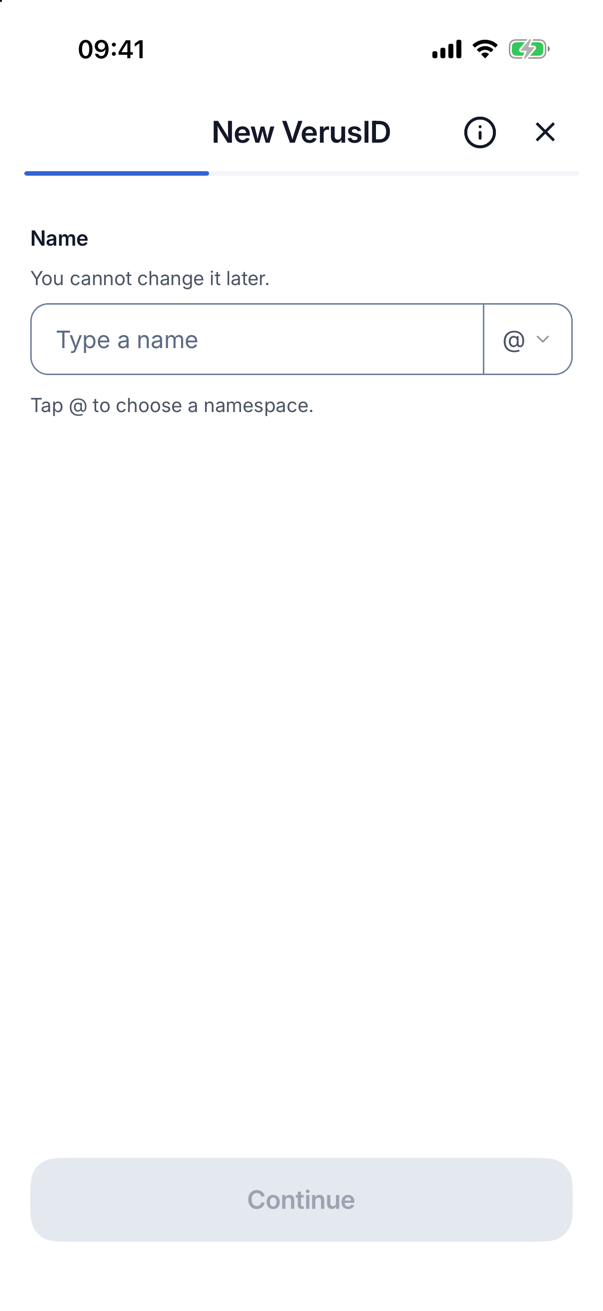 09:41
New VerusID
Name
You cannot change it later.
Type a name
@
Tap @ to choose a namespace.
Continue